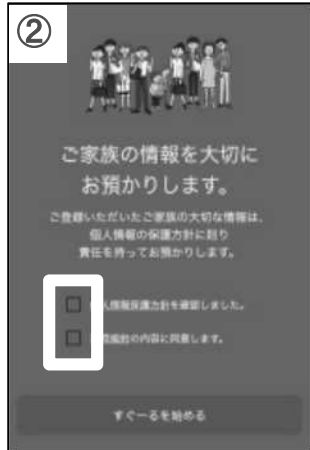 ②
ご家族の情報を大切に
お預かりします。
ご登録いただいたご家族の大切な情報は、
個人情報の保護方針に則り
責任を持ってお預かりします。
人情報保護方針を確認しました。
の内容に同意します。
すぐーるを始める